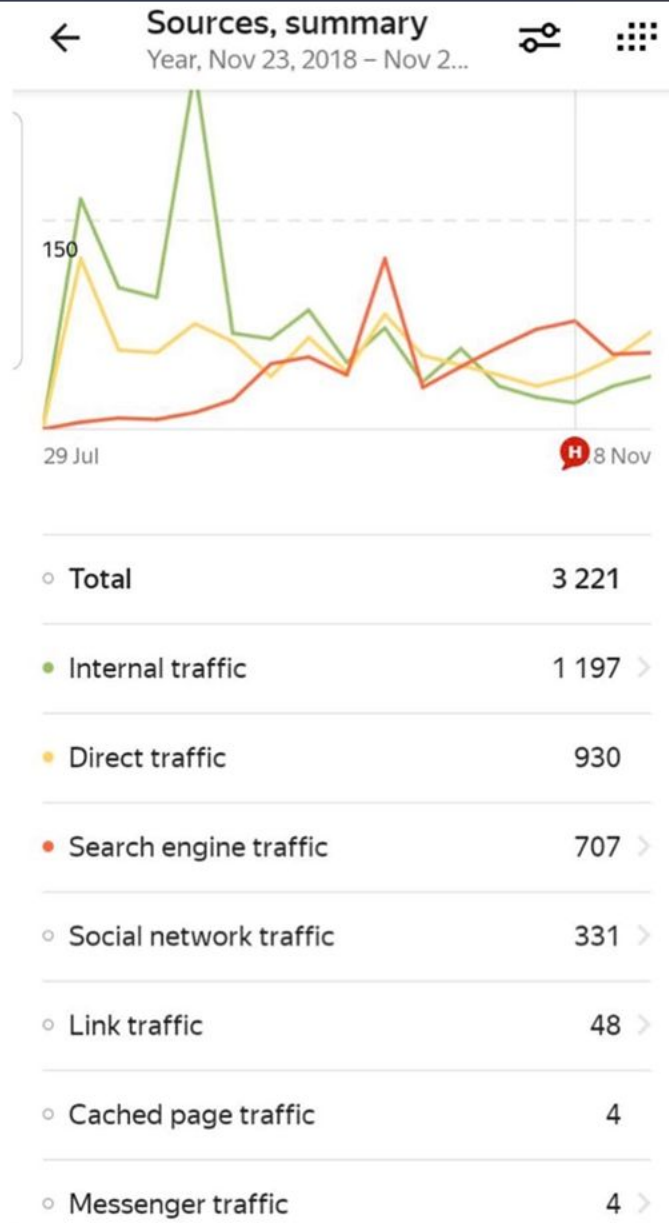 Sources, summary
Year, Nov 23, 2018 – Nov 2...
150
29 Jul
H
8 Nov
Total 3 221
Internal traffic 1 197
Direct traffic 930
Search engine traffic 707
Social network traffic 331
Link traffic 48
Cached page traffic 4
Messenger traffic 4